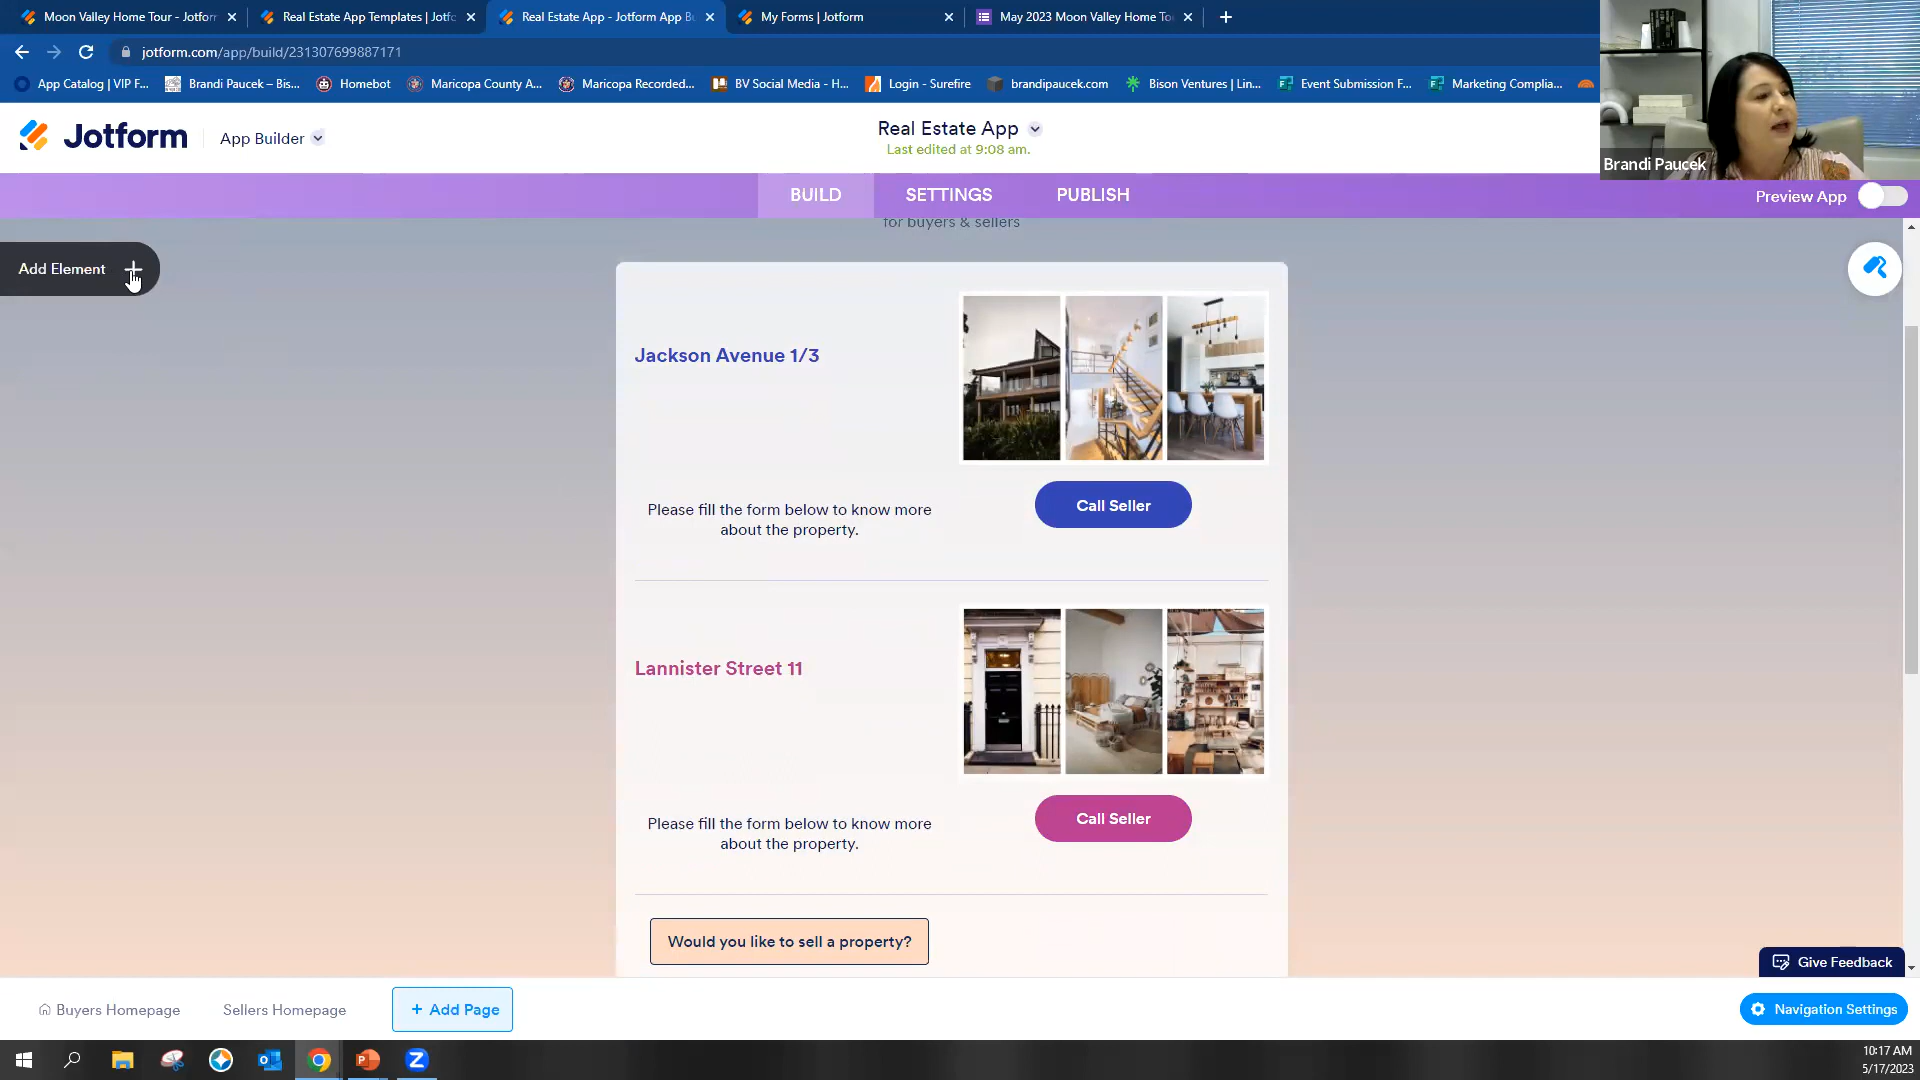 Moon Valley Home Tour - Jotform
Real Estate App Templates | Jotfo
Real Estate App - Jotform App Bu
My Forms | Jotform
May 2023 Moon Valley Home To
jotform.com/app/build/231307699887171
App Catalog | VIP F...
Brandi Paucek – Bis...
Homebot
Maricopa County A...
Maricopa Recorded...
BV Social Media - H...
Login - Surefire
brandipaucek.com
Bison Ventures | Lin...
Event Submission F...
Marketing Complia...
Jotform
App Builder
Real Estate App
Last edited at 9:08 am.
Brandi Paucek
BUILD
SETTINGS
PUBLISH
Preview App
for buyers & sellers
Add Element
Jackson Avenue 1/3
Please fill the form below to know more
about the property.
Call Seller
Lannister Street 11
Please fill the form below to know more
about the property.
Call Seller
Would you like to sell a property?
Give Feedback
Buyers Homepage
Sellers Homepage
+ Add Page
Navigation Settings
10:17 AM
5/17/2023